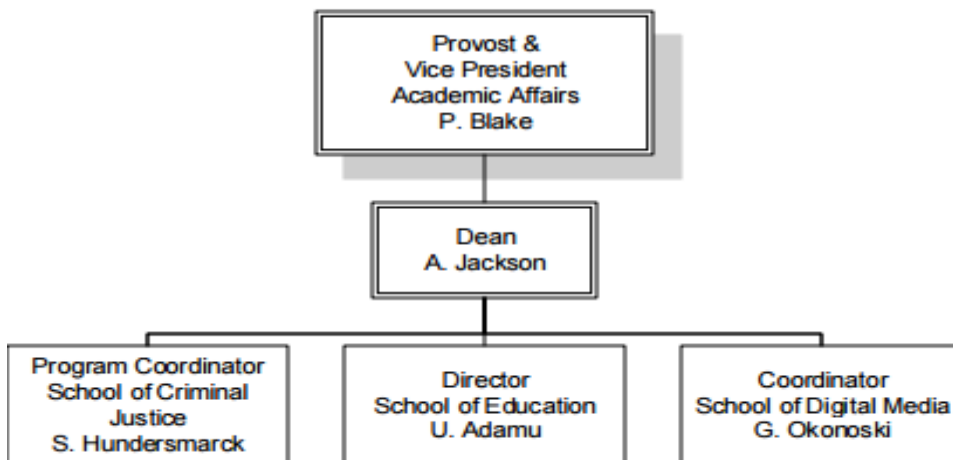 Provost &
Vice President
Academic Affairs
P. Blake
Dean
A. Jackson
Program Coordinator
School of Criminal
Justice
S. Hundersmarck
Director
School of Education
U. Adamu
Coordinator
School of Digital Media
G. Okonoski